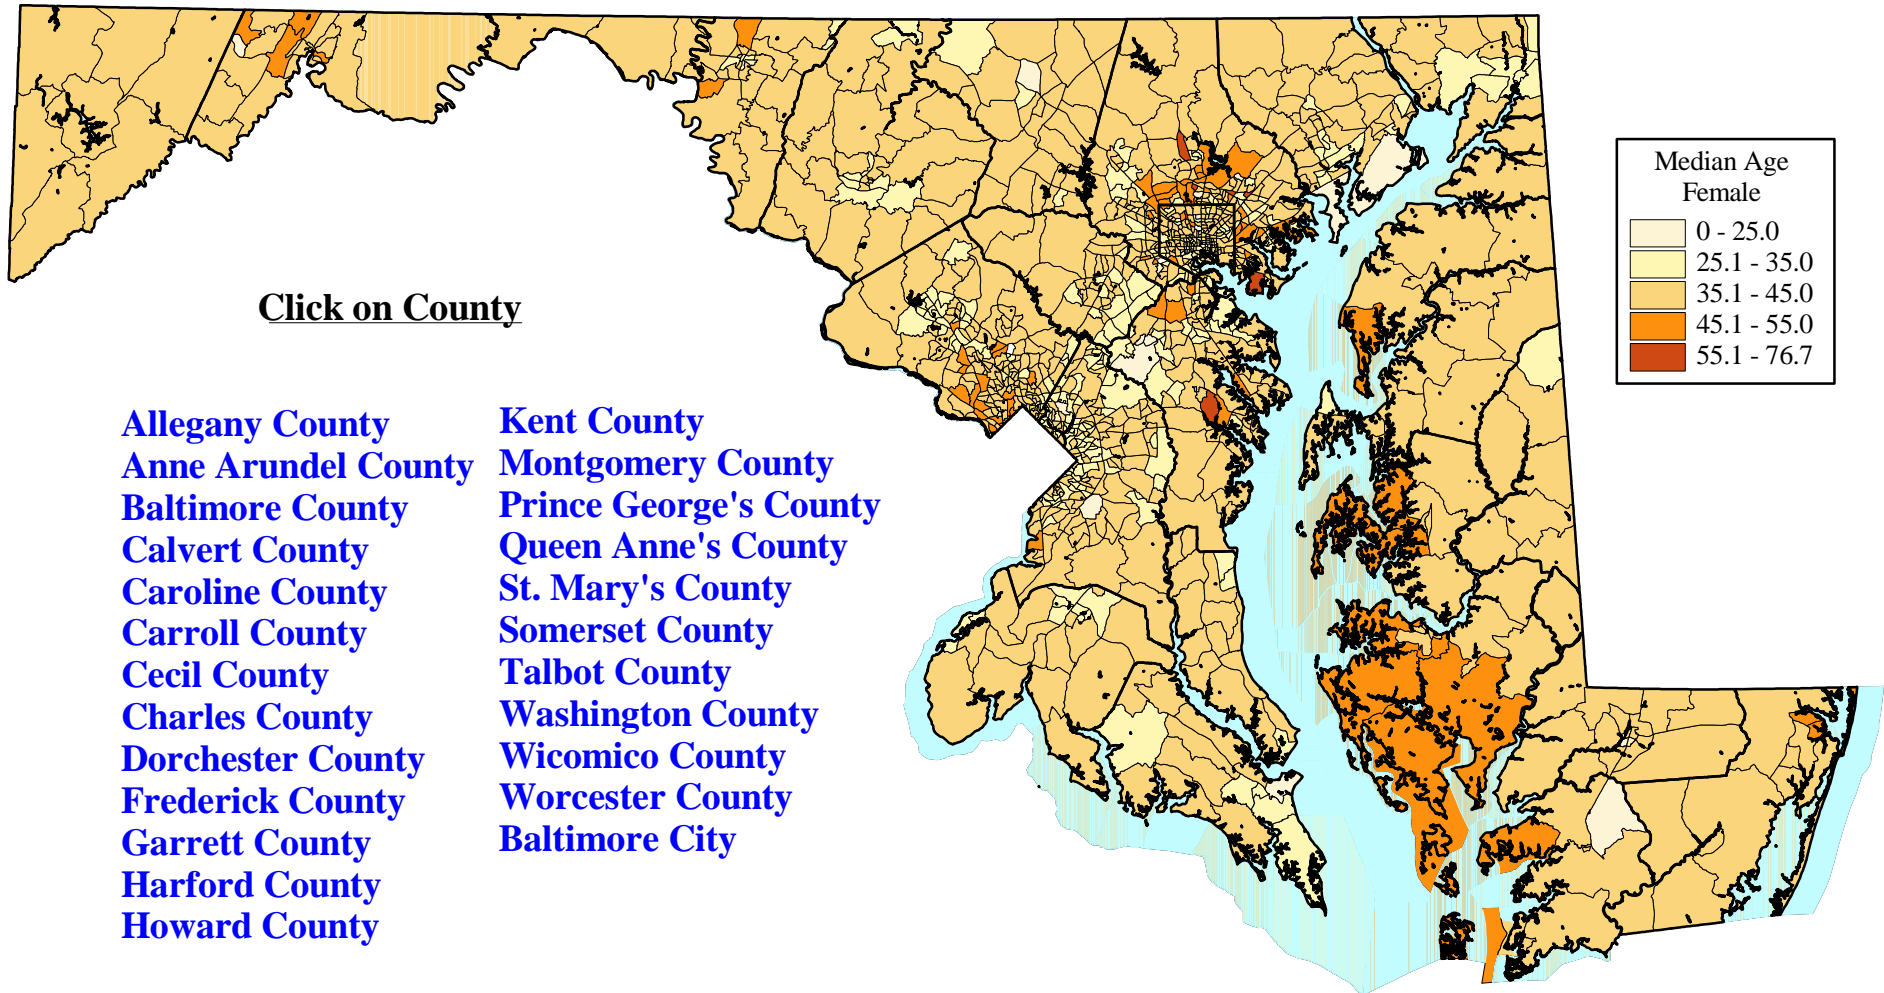 Median Age
Female
0 - 25.0
25.1 - 35.0
35.1 - 45.0
45.1 - 55.0
55.1 - 76.7
Click on County
Allegany County
Anne Arundel County
Baltimore County
Calvert County
Caroline County
Carroll County
Cecil County
Charles County
Dorchester County
Frederick County
Garrett County
Harford County
Howard County
Kent County
Montgomery County
Prince George's County
Queen Anne's County
St. Mary's County
Somerset County
Talbot County
Washington County
Wicomico County
Worcester County
Baltimore City